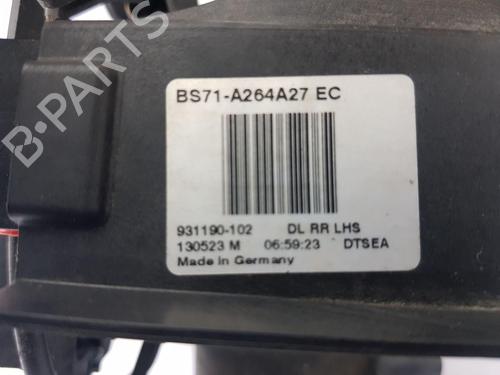 BS71-A264A27 EC
931190-102 DL RR LHS
130523 M 06:59:23 DTSEA
Made in Germany
B-PARTS